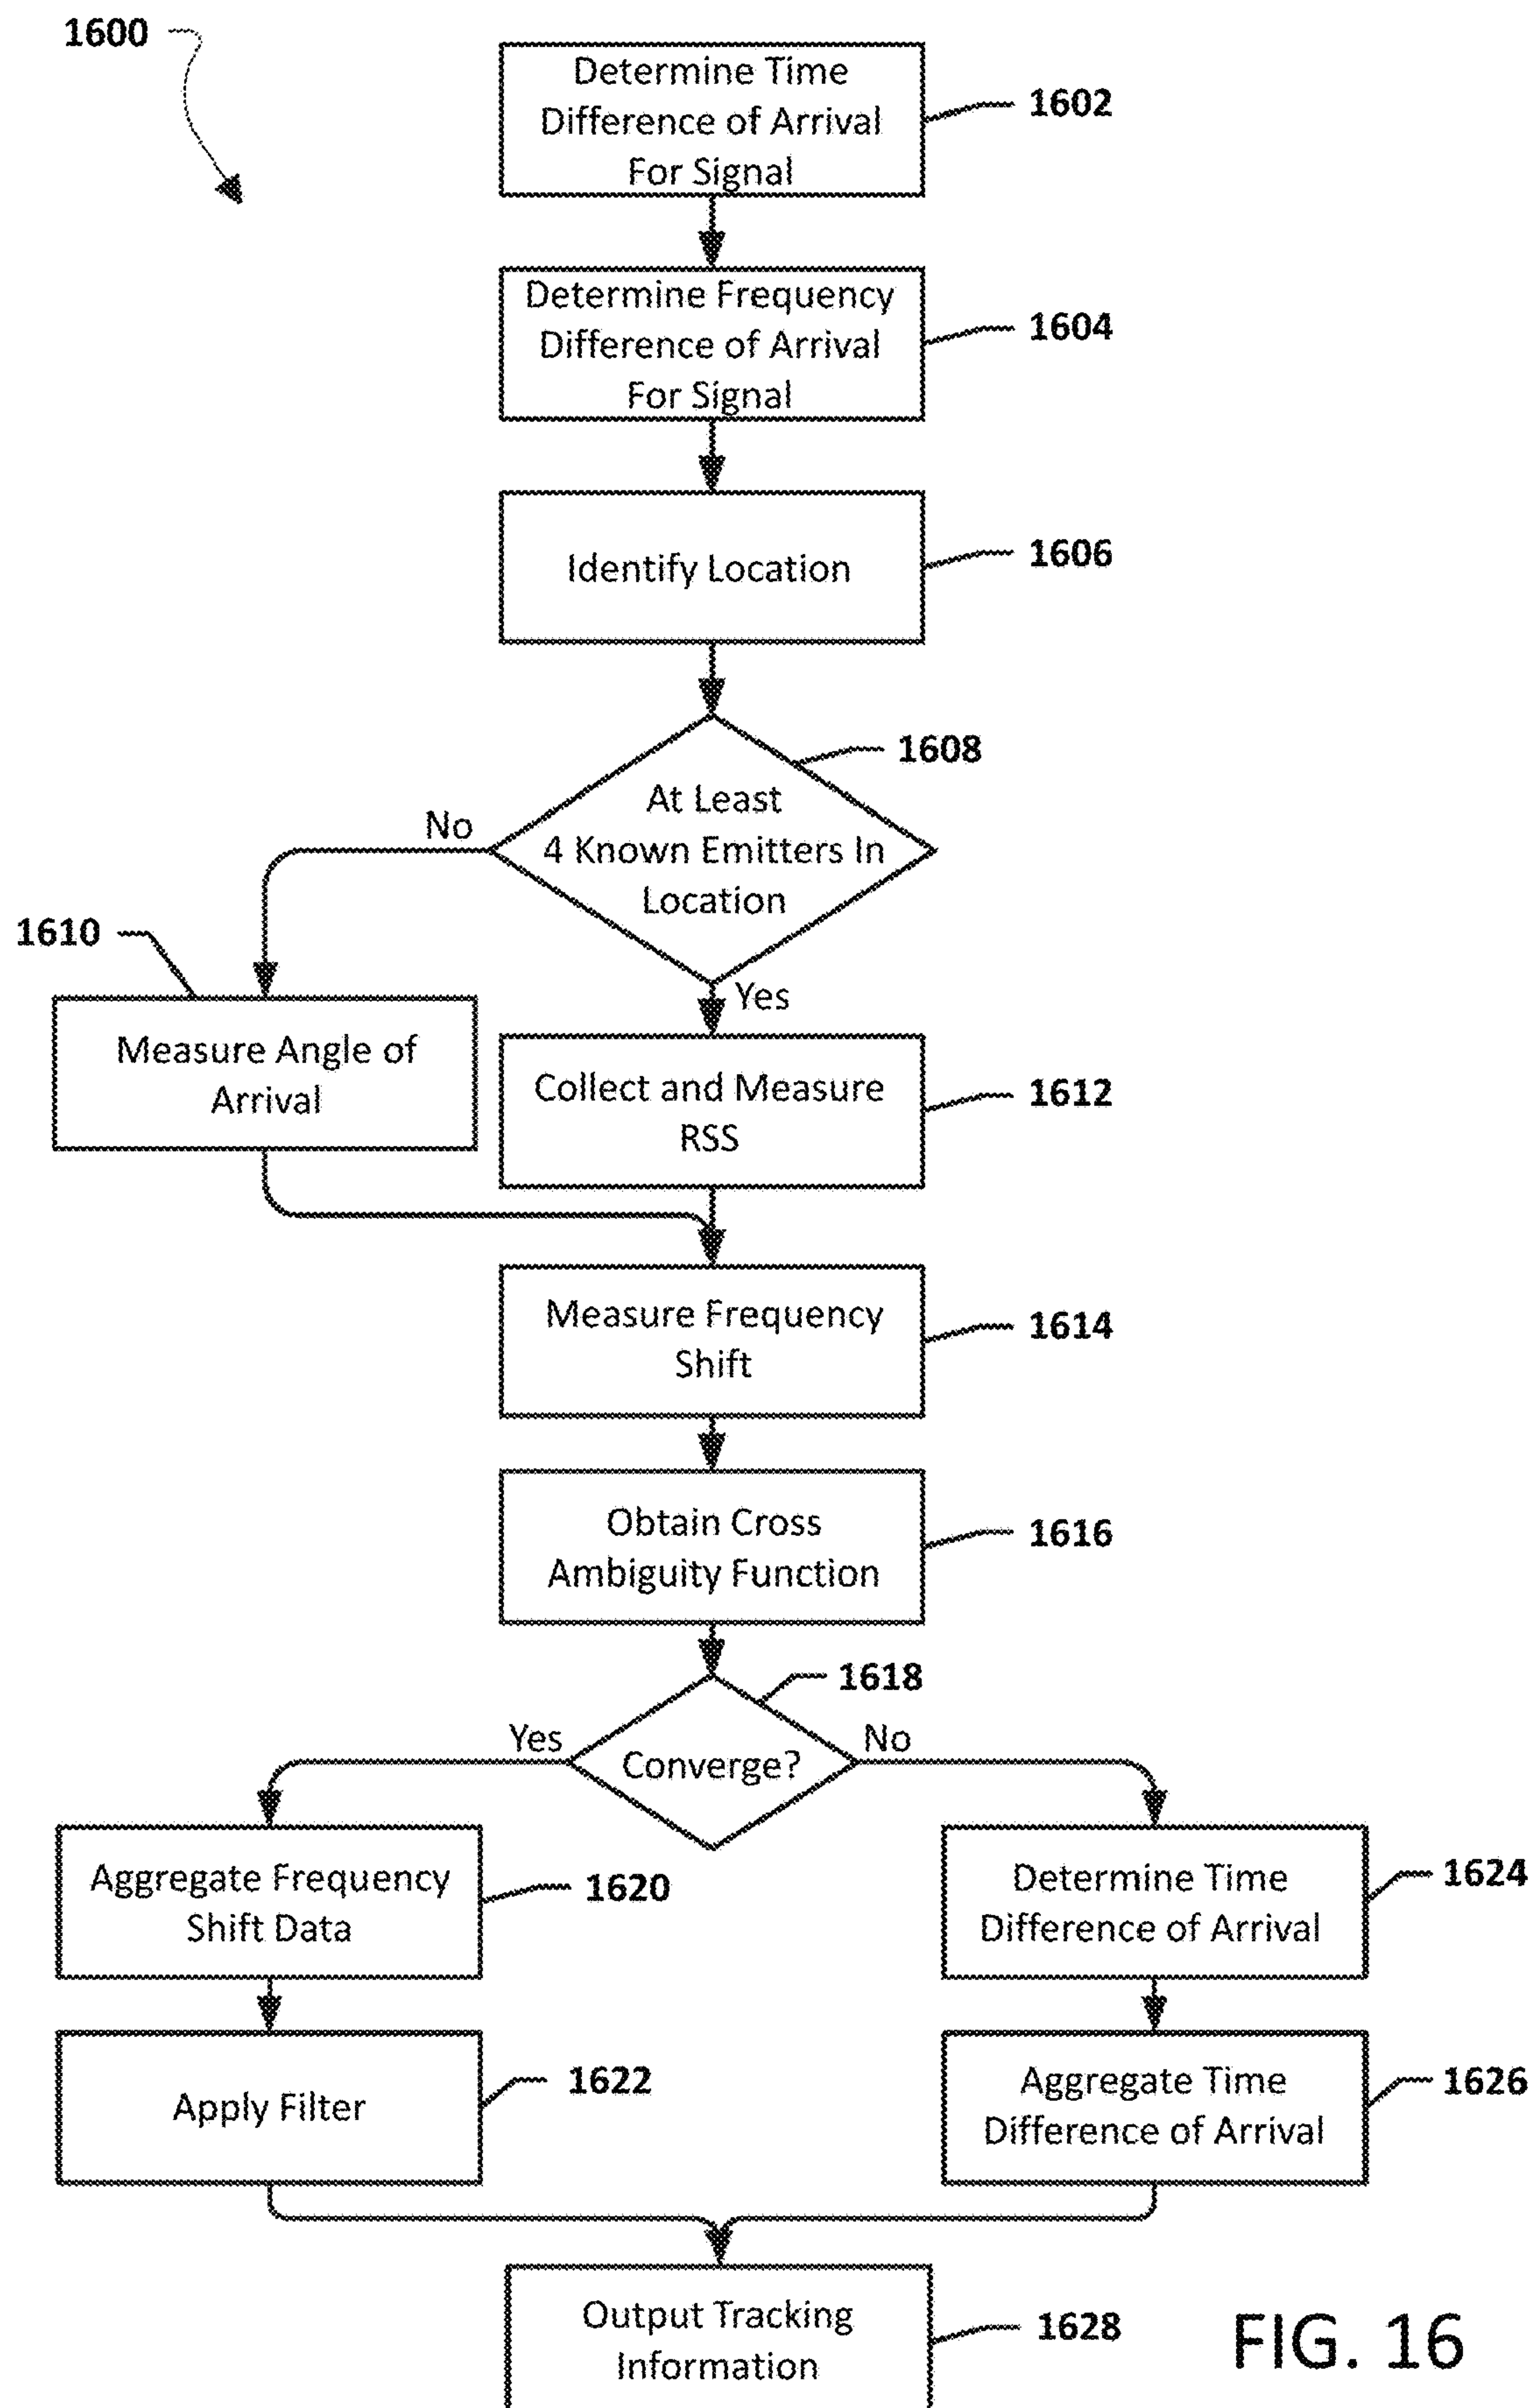 1600
Determine Time
Difference of Arrival
For Signal
1602
Determine Frequency
Difference of Arrival
For Signal
1604
Identify Location
1606
1608
At Least
4 Known Emitters In
Location
No
Yes
1610
Measure Angle of
Arrival
Collect and Measure
RSS
1612
Measure Frequency
Shift
1614
Obtain Cross
Ambiguity Function
1616
1618
Converge?
Yes
No
Aggregate Frequency
Shift Data
1620
Determine Time
Difference of Arrival
1624
Apply Filter
1622
Aggregate Time
Difference of Arrival
1626
Output Tracking
Information
1628
FIG. 16